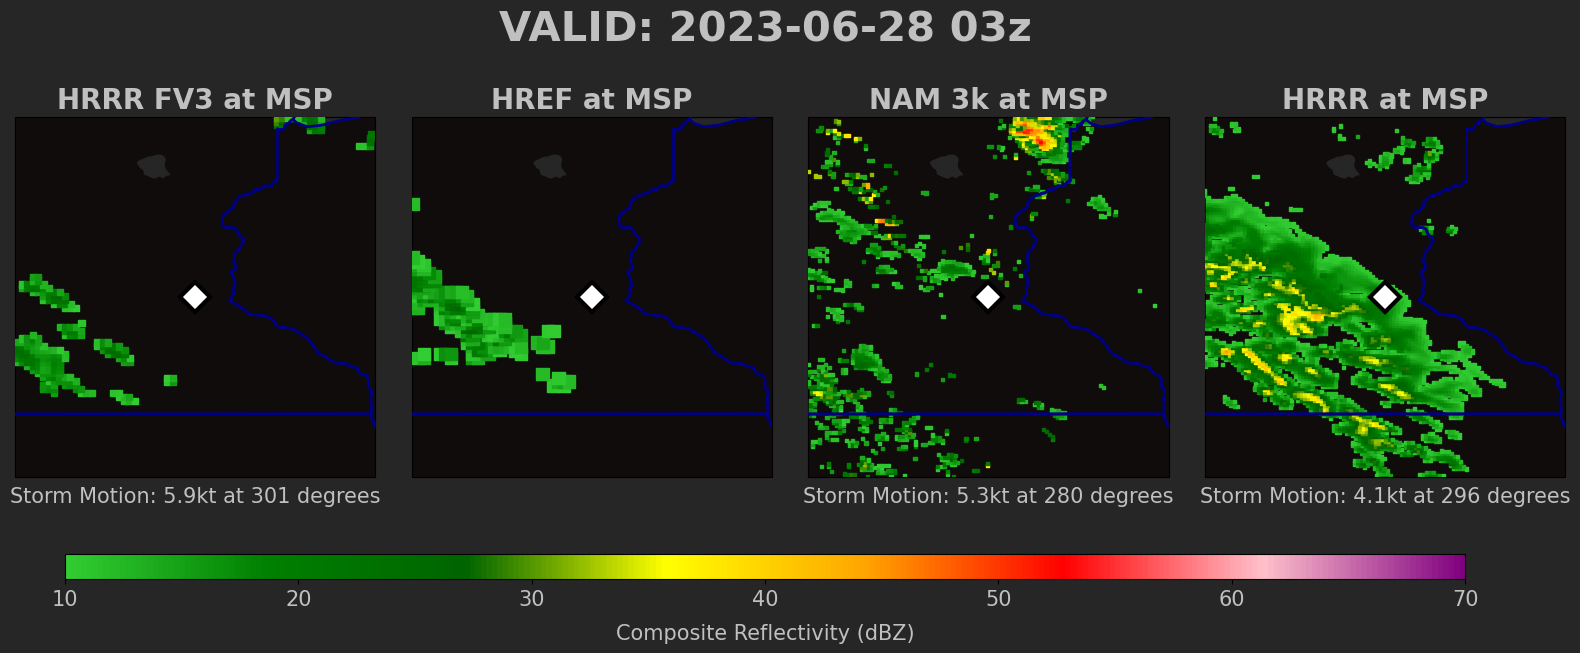 VALID: 2023-06-28 03z
HRRR FV3 at MSP
HREF at MSP
NAM 3k at MSP
HRRR at MSP
Storm Motion: 5.9kt at 301 degrees
Storm Motion: 5.3kt at 280 degrees
Storm Motion: 4.1kt at 296 degrees
10 20 30 40 50 60 70
Composite Reflectivity (dBZ)